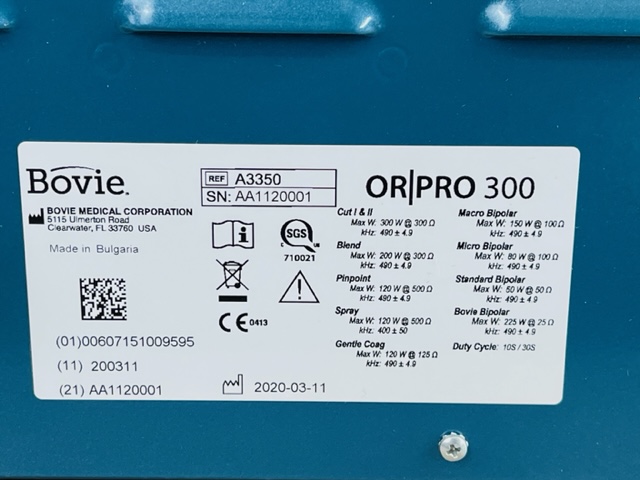 Bovie.
BOVIE MEDICAL CORPORATION
5115 Ulmerton Road
Clearwater, FL 33760 USA
Made in Bulgaria
(01)00607151009595
(11) 200311
(21) AA1120001
REF A3350
SN: AA1120001
SGS
710021
CE 0413
2020-03-11
OR|PRO 300
Cut I & II
Max W: 300 W @ 300 Ω
kHz: 490 ± 4.9
Blend
Max W: 200 W @ 300 Ω
kHz: 490 ± 4.9
Pinpoint
Max W: 120 W @ 500 Ω
kHz: 490 ± 4.9
Spray
Max W: 120 W @ 500 Ω
kHz: 400 ± 50
Gentle Coag
Max W: 120 W @ 125 Ω
kHz: 490 ± 4.9
Macro Bipolar
Max W: 150 W @ 100 Ω
kHz: 490 ± 4.9
Micro Bipolar
Max W: 80 W @ 100 Ω
kHz: 490 ± 4.9
Standard Bipolar
Max W: 50 W @ 50 Ω
kHz: 490 ± 4.9
Bovie Bipolar
Max W: 225 W @ 25 Ω
kHz: 490 ± 4.9
Duty Cycle: 10S / 30S